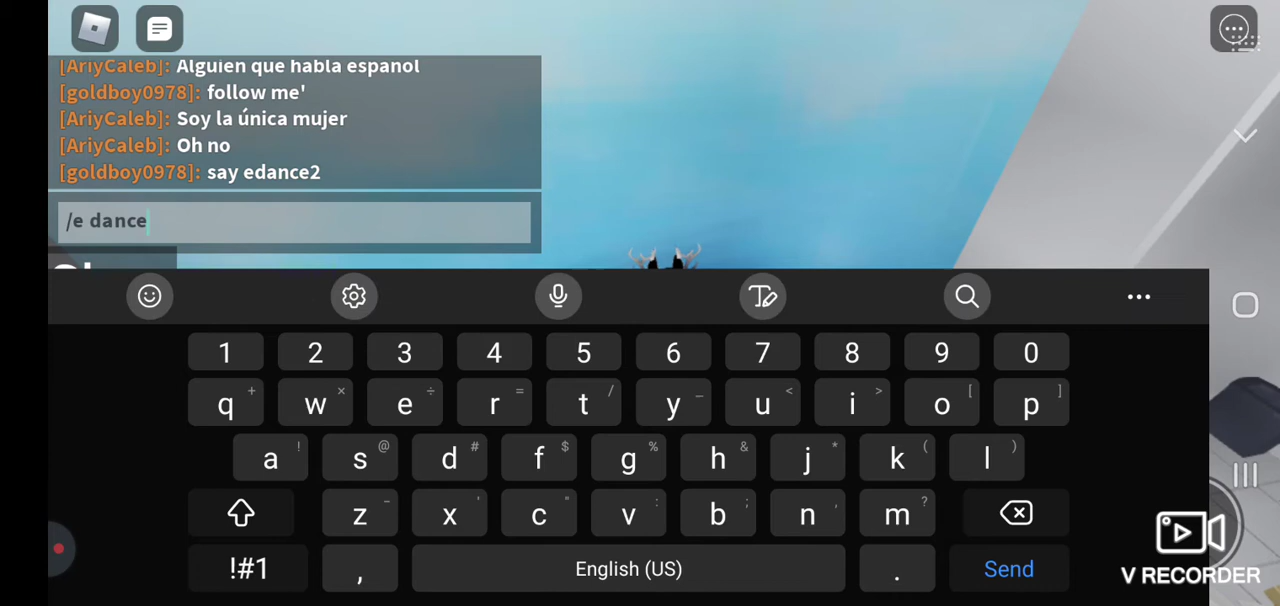 [AriyCaleb]: Alguien que habla espanol
[goldboy0978]: follow me'
[AriyCaleb]: Soy la única mujer
[AriyCaleb]: Oh no
[goldboy0978]: say edance2
/e dance
1 2 3 4 5 6 7 8 9 0
q + w × e ÷ r = t / y _ u < i > o [ p ]
a ! s @ d # f $ g % h & j * k ( l )
z - x ' c " v : b ; n , m ?
!#1 , English (US) . Send
V RECORDER